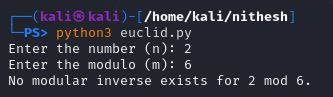 ┌──(kali㉿kali)-[/home/kali/nithesh]
└─PS> python3 euclid.py
Enter the number (n): 2
Enter the modulo (m): 6
No modular inverse exists for 2 mod 6.